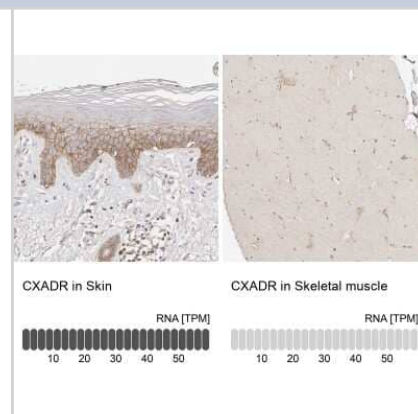 CXADR in Skin
RNA [TPM]
10 20 30 40 50
CXADR in Skeletal muscle
RNA [TPM]
10 20 30 40 50